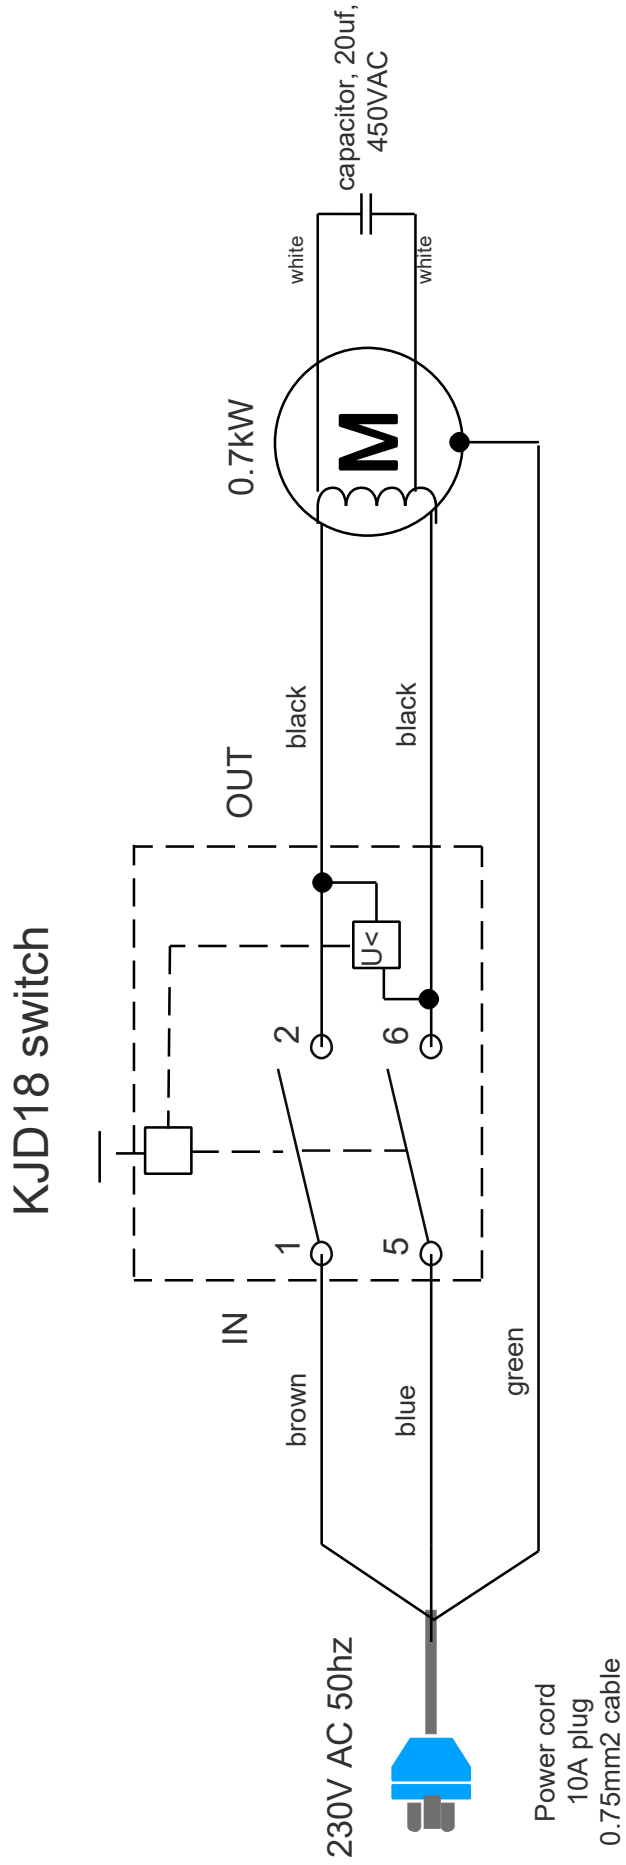 KJD18 switch
230V AC 50hz
Power cord
10A plug
0.75mm2 cable
IN
OUT
brown
blue
green
1
2
5
6
U<
black
black
0.7kW
M
white
white
capacitor, 20uf,
450VAC